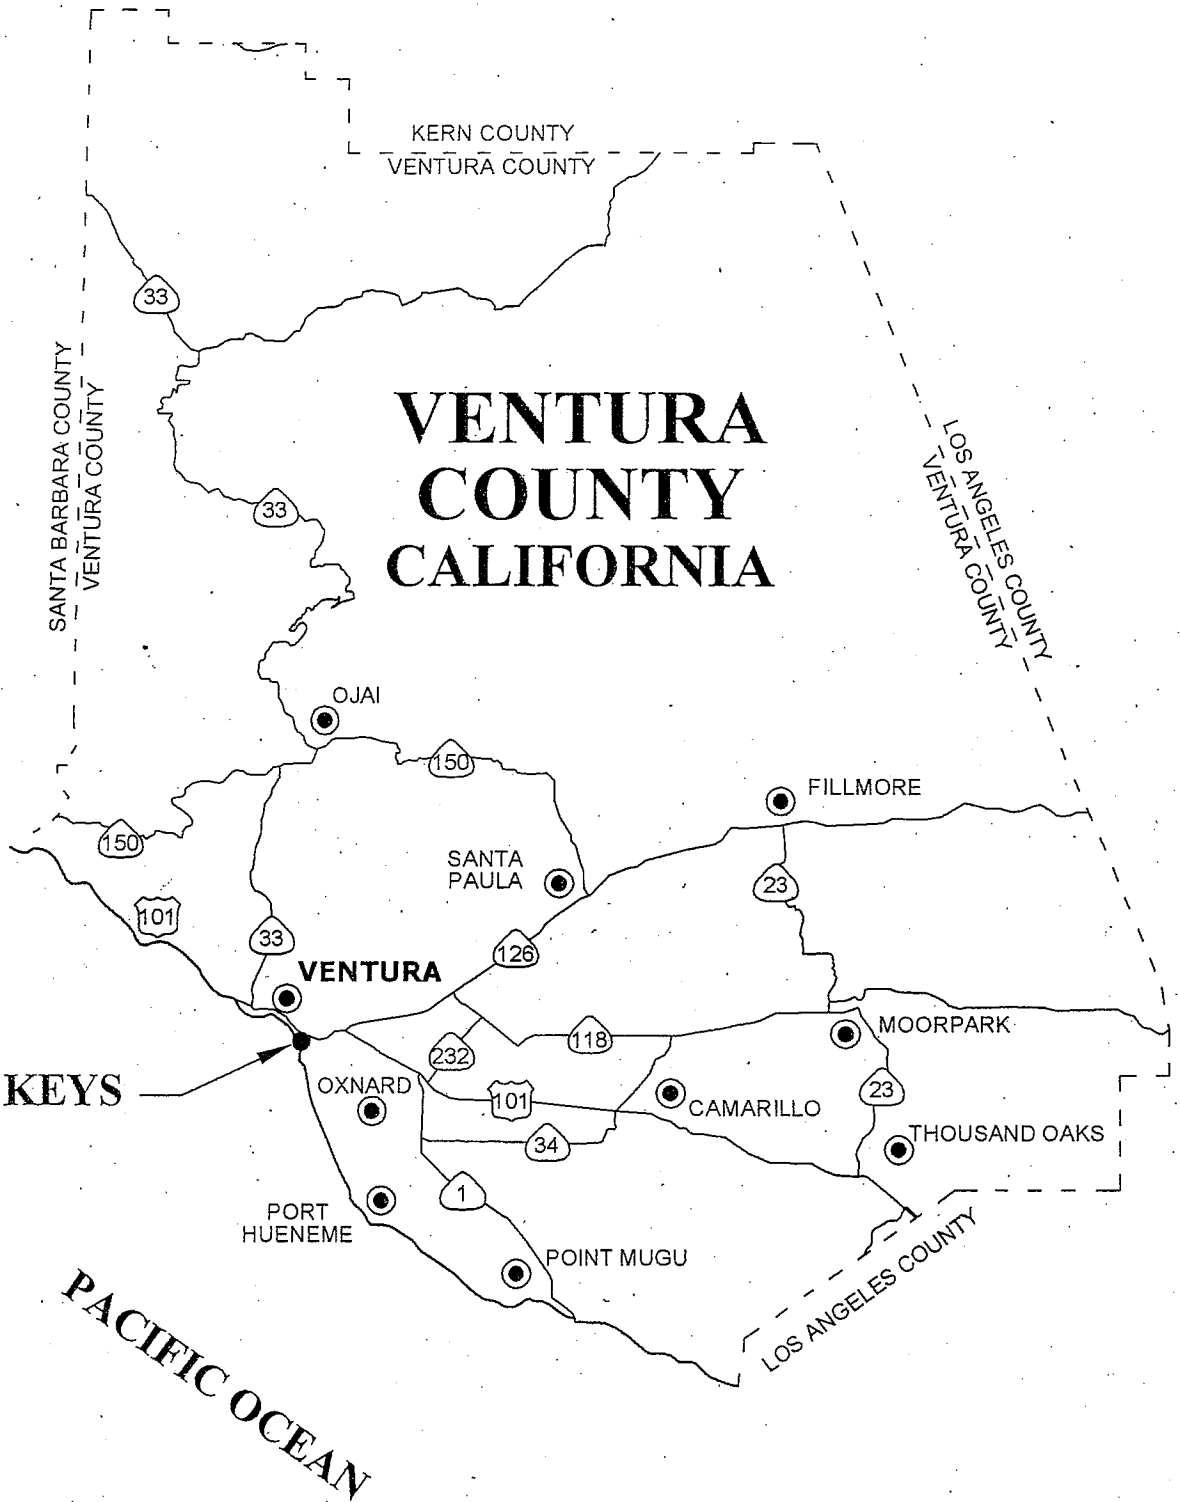 KERN COUNTY
VENTURA COUNTY
33
SANTA BARBARA COUNTY
VENTURA COUNTY
VENTURA
COUNTY
CALIFORNIA
LOS ANGELES COUNTY
VENTURA COUNTY
33
OJAI
150
FILLMORE
150
SANTA
PAULA
23
101
33
126
VENTURA
MOORPARK
118
232
KEYS
OXNARD
101
CAMARILLO
23
34
THOUSAND OAKS
1
PORT
HUENEME
POINT MUGU
LOS ANGELES COUNTY
PACIFIC OCEAN